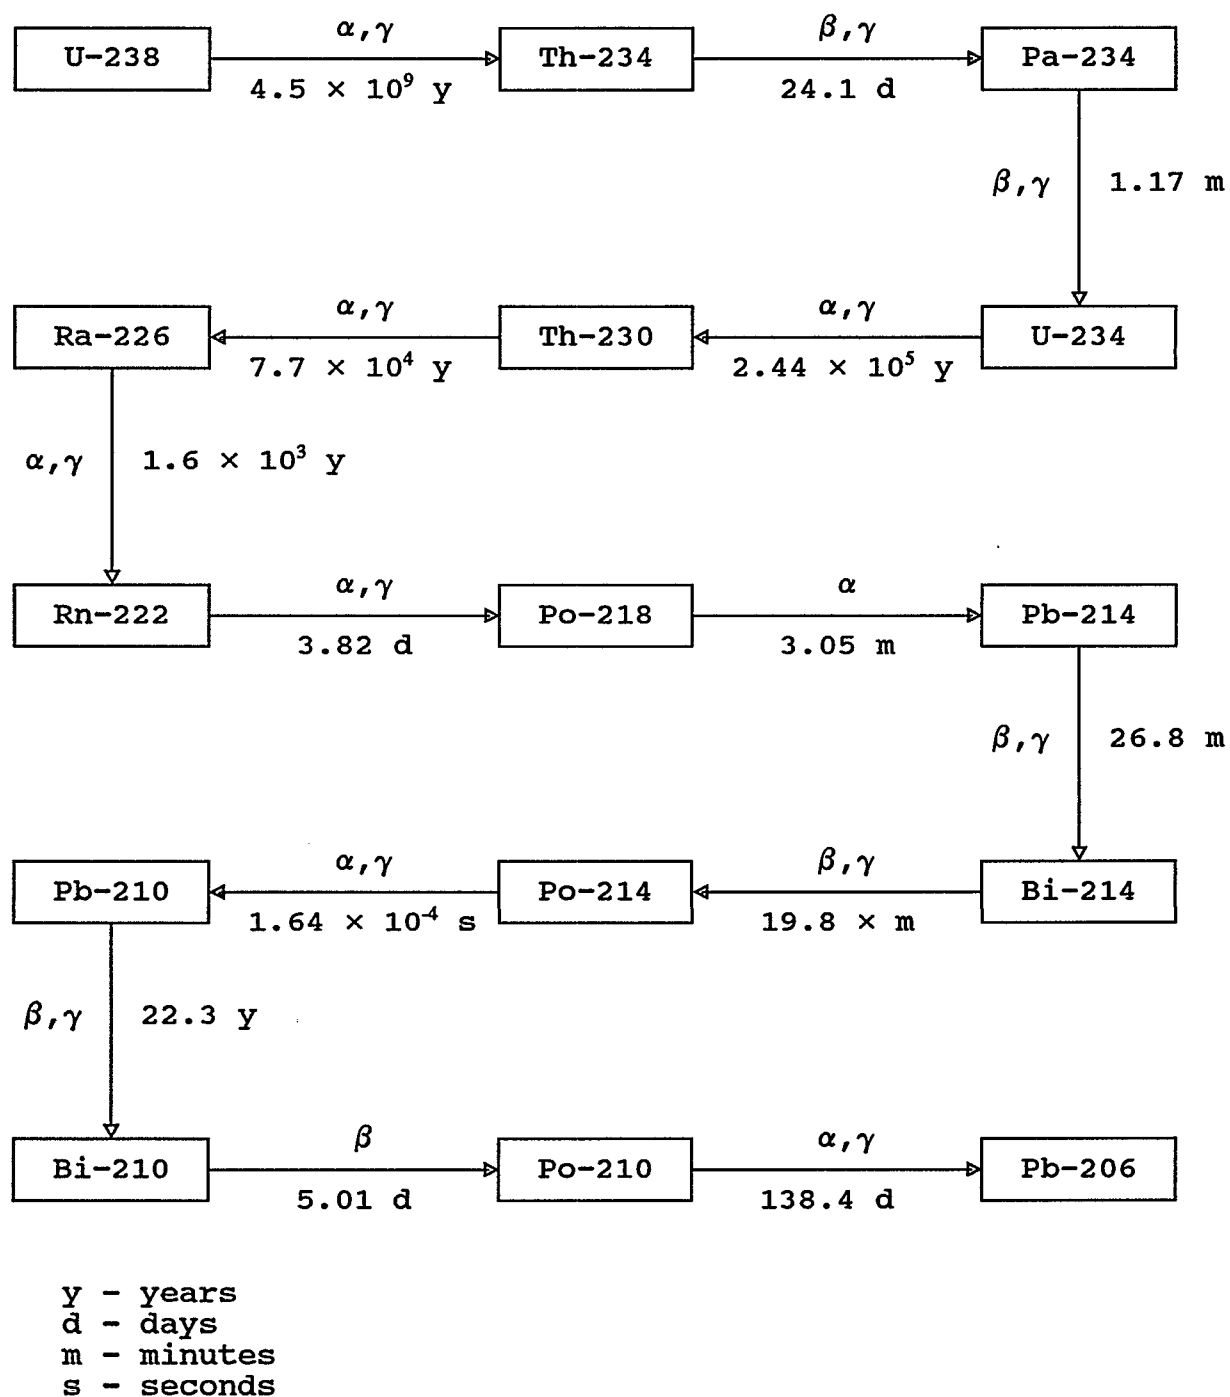 α,γ β,γ
U-238 Th-234 Pa-234
4.5 × 10⁹ y 24.1 d
β,γ 1.17 m
α,γ α,γ
Ra-226 Th-230 U-234
7.7 × 10⁴ y 2.44 × 10⁵ y
α,γ 1.6 × 10³ y
α,γ α
Rn-222 Po-218 Pb-214
3.82 d 3.05 m
β,γ 26.8 m
α,γ β,γ
Pb-210 Po-214 Bi-214
1.64 × 10⁻⁴ s 19.8 × m
β,γ 22.3 y
β α,γ
Bi-210 Po-210 Pb-206
5.01 d 138.4 d
y - years
d - days
m - minutes
s - seconds